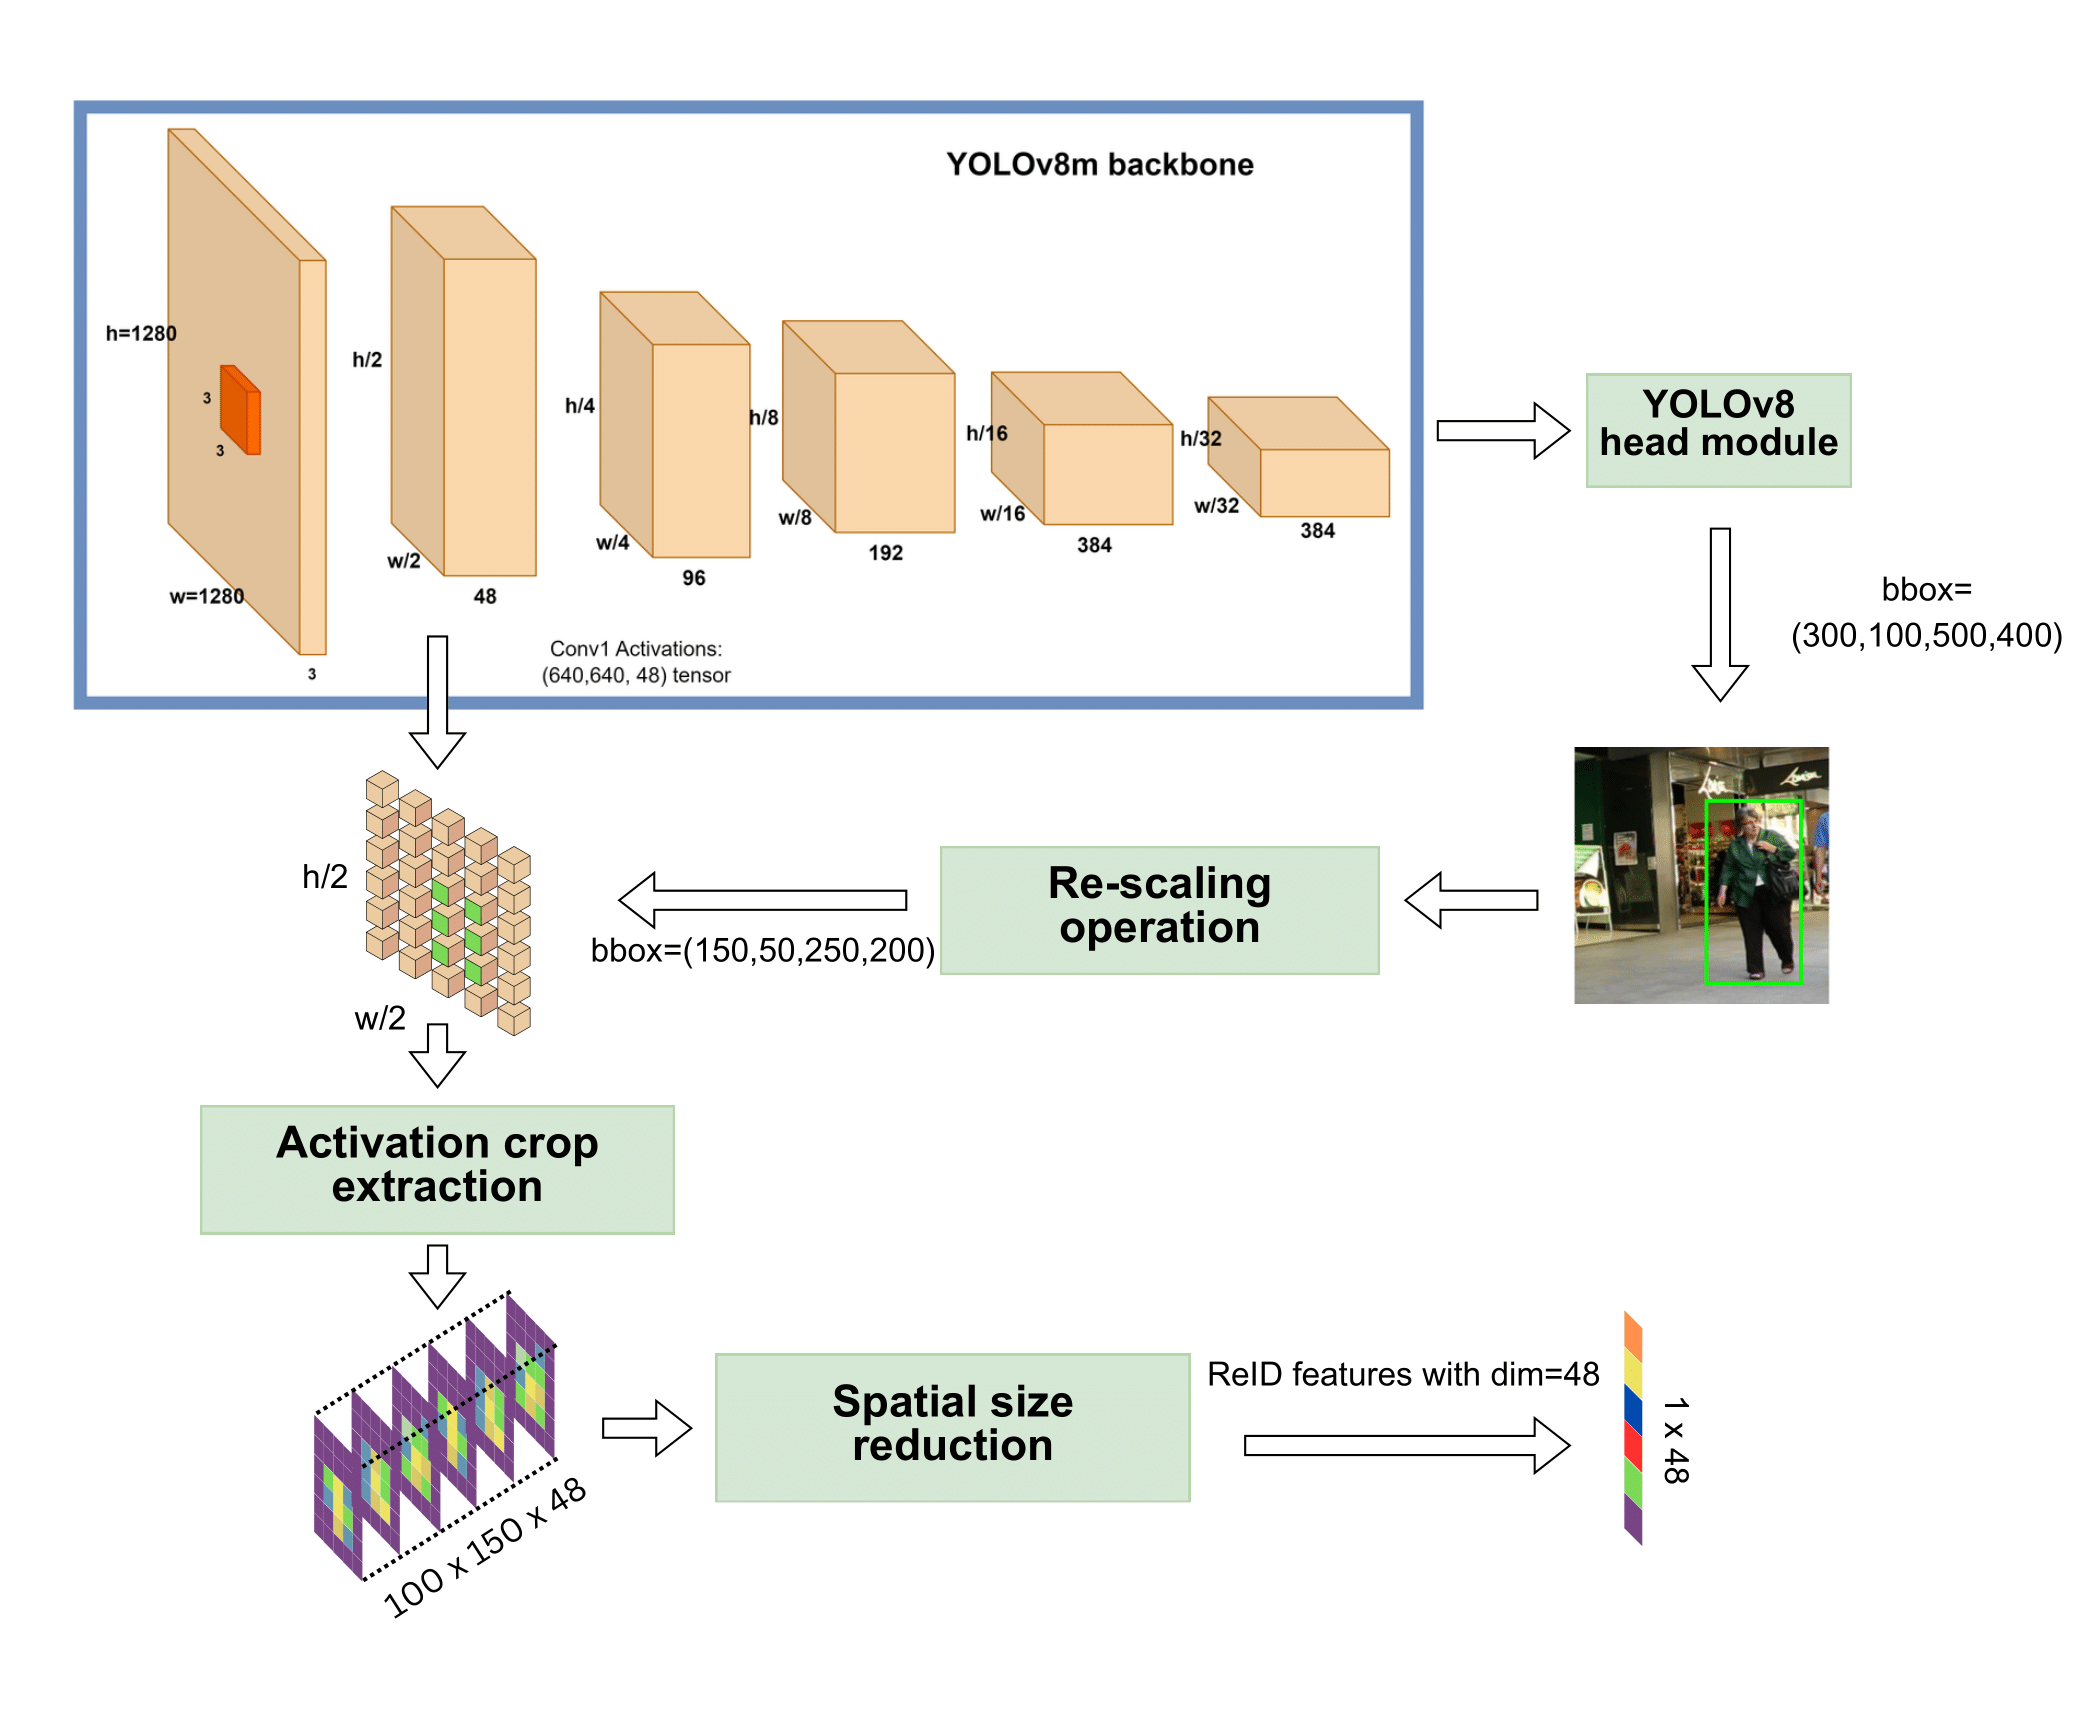 YOLOv8m backbone
h=1280
3
3
w=1280
3
h/2
w/2
48
h/4
w/4
96
h/8
w/8
192
h/16
w/16
384
h/32
w/32
384
Conv1 Activations:
(640,640, 48) tensor
YOLOv8
head module
bbox=
(300,100,500,400)
Re-scaling
operation
bbox=(150,50,250,200)
h/2
w/2
Activation crop
extraction
100 x 150 x 48
Spatial size
reduction
ReID features with dim=48
1 x 48